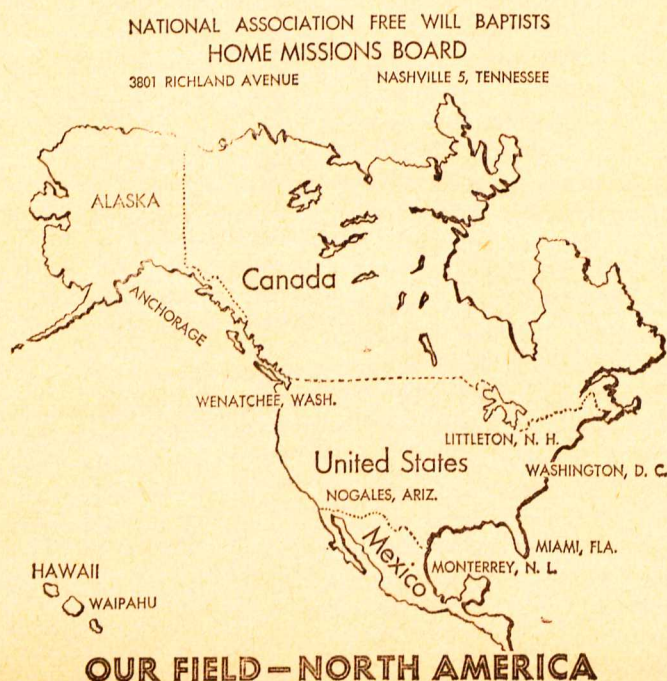 NATIONAL ASSOCIATION FREE WILL BAPTISTS
HOME MISSIONS BOARD
3801 RICHLAND AVENUE NASHVILLE 5, TENNESSEE
ALASKA
Canada
ANCHORAGE
WENATCHEE, WASH.
LITTLETON, N. H.
United States
WASHINGTON, D. C.
NOGALES, ARIZ.
Mexico
MIAMI, FLA.
MONTERREY, N. L.
HAWAII
WAIPAHU
OUR FIELD – NORTH AMERICA